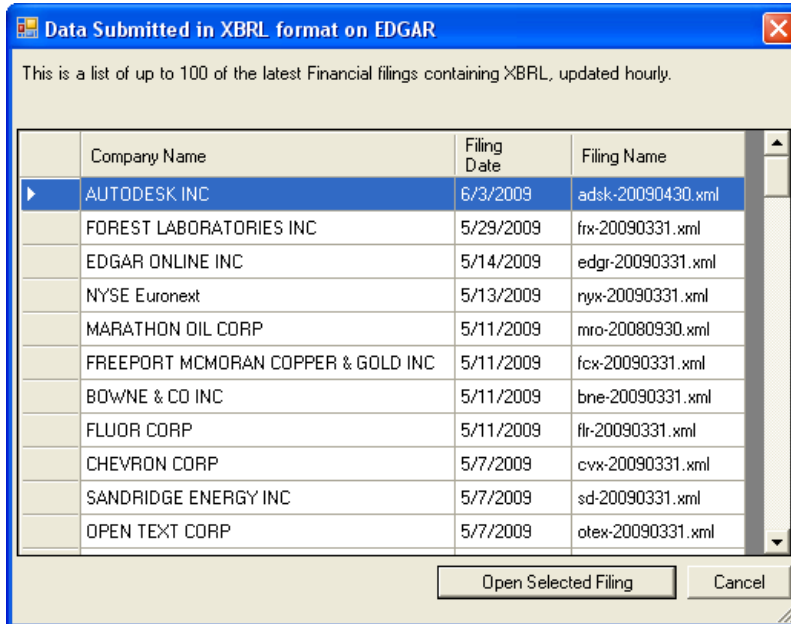 Data Submitted in XBRL format on EDGAR
This is a list of up to 100 of the latest Financial filings containing XBRL, updated hourly.
Company Name Filing Date Filing Name
AUTODESK INC 6/3/2009 adsk-20090430.xml
FOREST LABORATORIES INC 5/29/2009 frx-20090331.xml
EDGAR ONLINE INC 5/14/2009 edgr-20090331.xml
NYSE Euronext 5/13/2009 nyx-20090331.xml
MARATHON OIL CORP 5/11/2009 mro-20080930.xml
FREEPORT MCMORAN COPPER & GOLD INC 5/11/2009 fcx-20090331.xml
BOWNE & CO INC 5/11/2009 bne-20090331.xml
FLUOR CORP 5/11/2009 flr-20090331.xml
CHEVRON CORP 5/7/2009 cvx-20090331.xml
SANDRIDGE ENERGY INC 5/7/2009 sd-20090331.xml
OPEN TEXT CORP 5/7/2009 otex-20090331.xml
Open Selected Filing Cancel